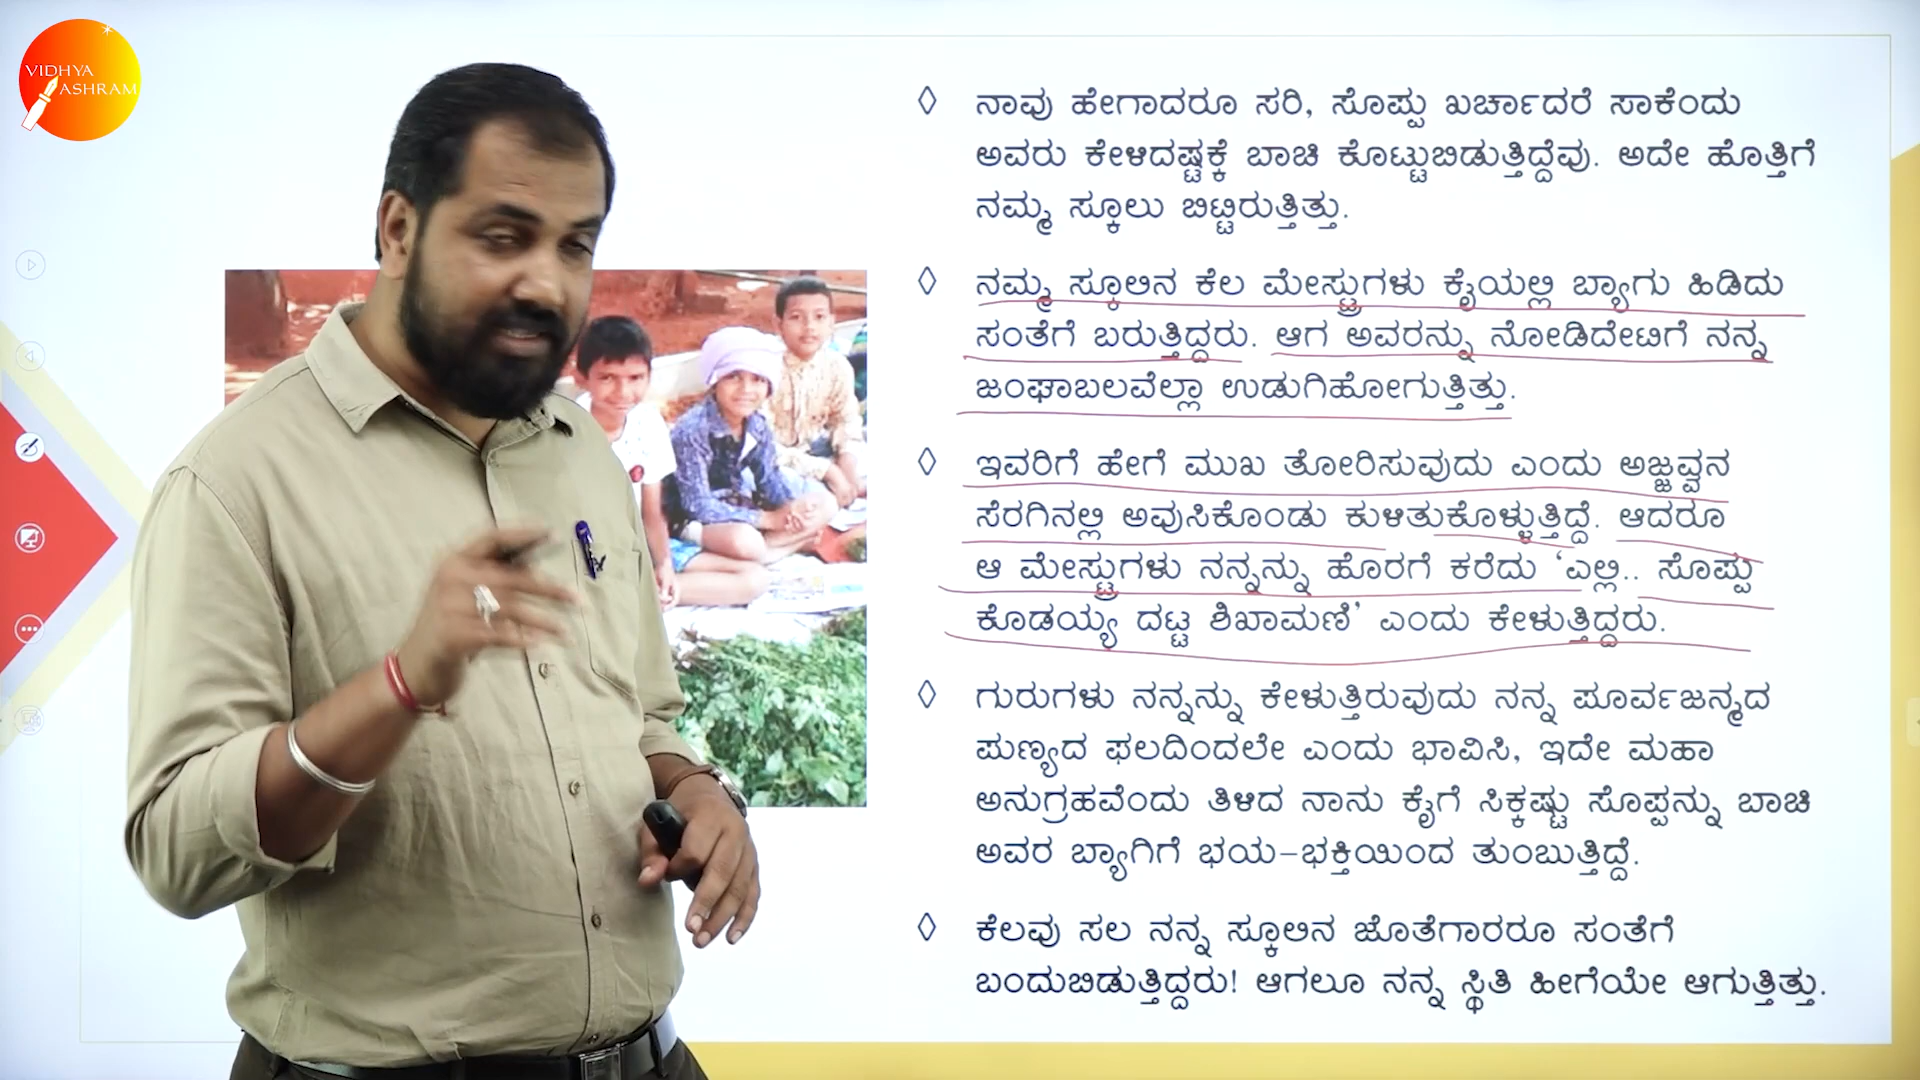 VIDHYA
ASHRAM
ನಾವು ಹೇಗಾದರೂ ಸರಿ, ಸೊಪ್ಪು ಖರ್ಚಾದರೆ ಸಾಕೆಂದು
ಅವರು ಕೇಳಿದಷ್ಟಕ್ಕೆ ಬಾಚಿ ಕೊಟ್ಟುಬಿಡುತ್ತಿದ್ದೆವು. ಅದೇ ಹೊತ್ತಿಗೆ
ನಮ್ಮ ಸ್ಕೂಲು ಬಿಟ್ಟಿರುತ್ತಿತ್ತು.
ನಮ್ಮ ಸ್ಕೂಲಿನ ಕೆಲ ಮೇಸ್ಟ್ರುಗಳು ಕೈಯಲ್ಲಿ ಬ್ಯಾಗು ಹಿಡಿದು
ಸಂತೆಗೆ ಬರುತ್ತಿದ್ದರು. ಆಗ ಅವರನ್ನು ನೋಡಿದೇಟಿಗೆ ನನ್ನ
ಜಂಘಾಬಲವೆಲ್ಲಾ ಉಡುಗಿಹೋಗುತ್ತಿತ್ತು.
ಇವರಿಗೆ ಹೇಗೆ ಮುಖ ತೋರಿಸುವುದು ಎಂದು ಅಜ್ಜವ್ವನ
ಸೆರಗಿನಲ್ಲಿ ಅವುಸಿಕೊಂಡು ಕುಳಿತುಕೊಳ್ಳುತ್ತಿದ್ದೆ. ಆದರೂ
ಆ ಮೇಸ್ಟ್ರುಗಳು ನನ್ನನ್ನು ಹೊರಗೆ ಕರೆದು ‘ಎಲ್ಲಿ.. ಸೊಪ್ಪು
ಕೊಡಯ್ಯ ದಟ್ಟ ಶಿಖಾಮಣಿ’ ಎಂದು ಕೇಳುತ್ತಿದ್ದರು.
ಗುರುಗಳು ನನ್ನನ್ನು ಕೇಳುತ್ತಿರುವುದು ನನ್ನ ಪೂರ್ವಜನ್ಮದ
ಪುಣ್ಯದ ಫಲದಿಂದಲೇ ಎಂದು ಭಾವಿಸಿ, ಇದೇ ಮಹಾ
ಅನುಗ್ರಹವೆಂದು ತಿಳಿದ ನಾನು ಕೈಗೆ ಸಿಕ್ಕಷ್ಟು ಸೊಪ್ಪನ್ನು ಬಾಚಿ
ಅವರ ಬ್ಯಾಗಿಗೆ ಭಯ-ಭಕ್ತಿಯಿಂದ ತುಂಬುತ್ತಿದ್ದೆ.
ಕೆಲವು ಸಲ ನನ್ನ ಸ್ಕೂಲಿನ ಜೊತೆಗಾರರೂ ಸಂತೆಗೆ
ಬಂದುಬಿಡುತ್ತಿದ್ದರು! ಆಗಲೂ ನನ್ನ ಸ್ಥಿತಿ ಹೀಗೆಯೇ ಆಗುತ್ತಿತ್ತು.